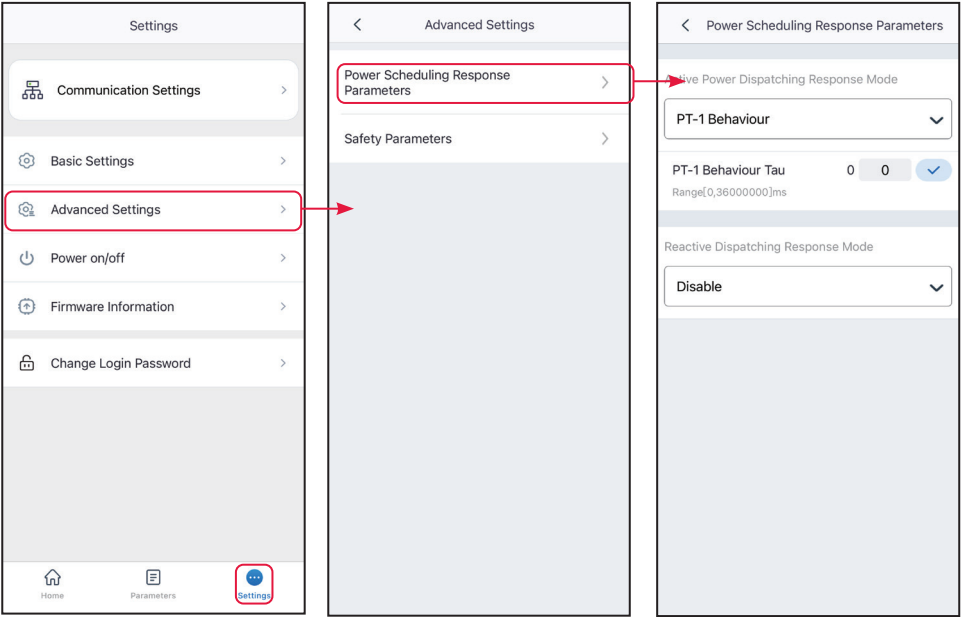 Settings
Communication Settings
Basic Settings
Advanced Settings
Power on/off
Firmware Information
Change Login Password
Home
Parameters
Settings
Advanced Settings
Power Scheduling Response
Parameters
Safety Parameters
Power Scheduling Response Parameters
Active Power Dispatching Response Mode
PT-1 Behaviour
PT-1 Behaviour Tau 0 0
Range[0,36000000]ms
Reactive Dispatching Response Mode
Disable